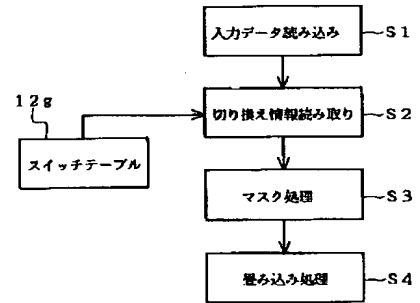 入力データ読み込み
S1
12g
切り換え情報読み取り
S2
スイッチテーブル
マスク処理
S3
畳み込み処理
S4